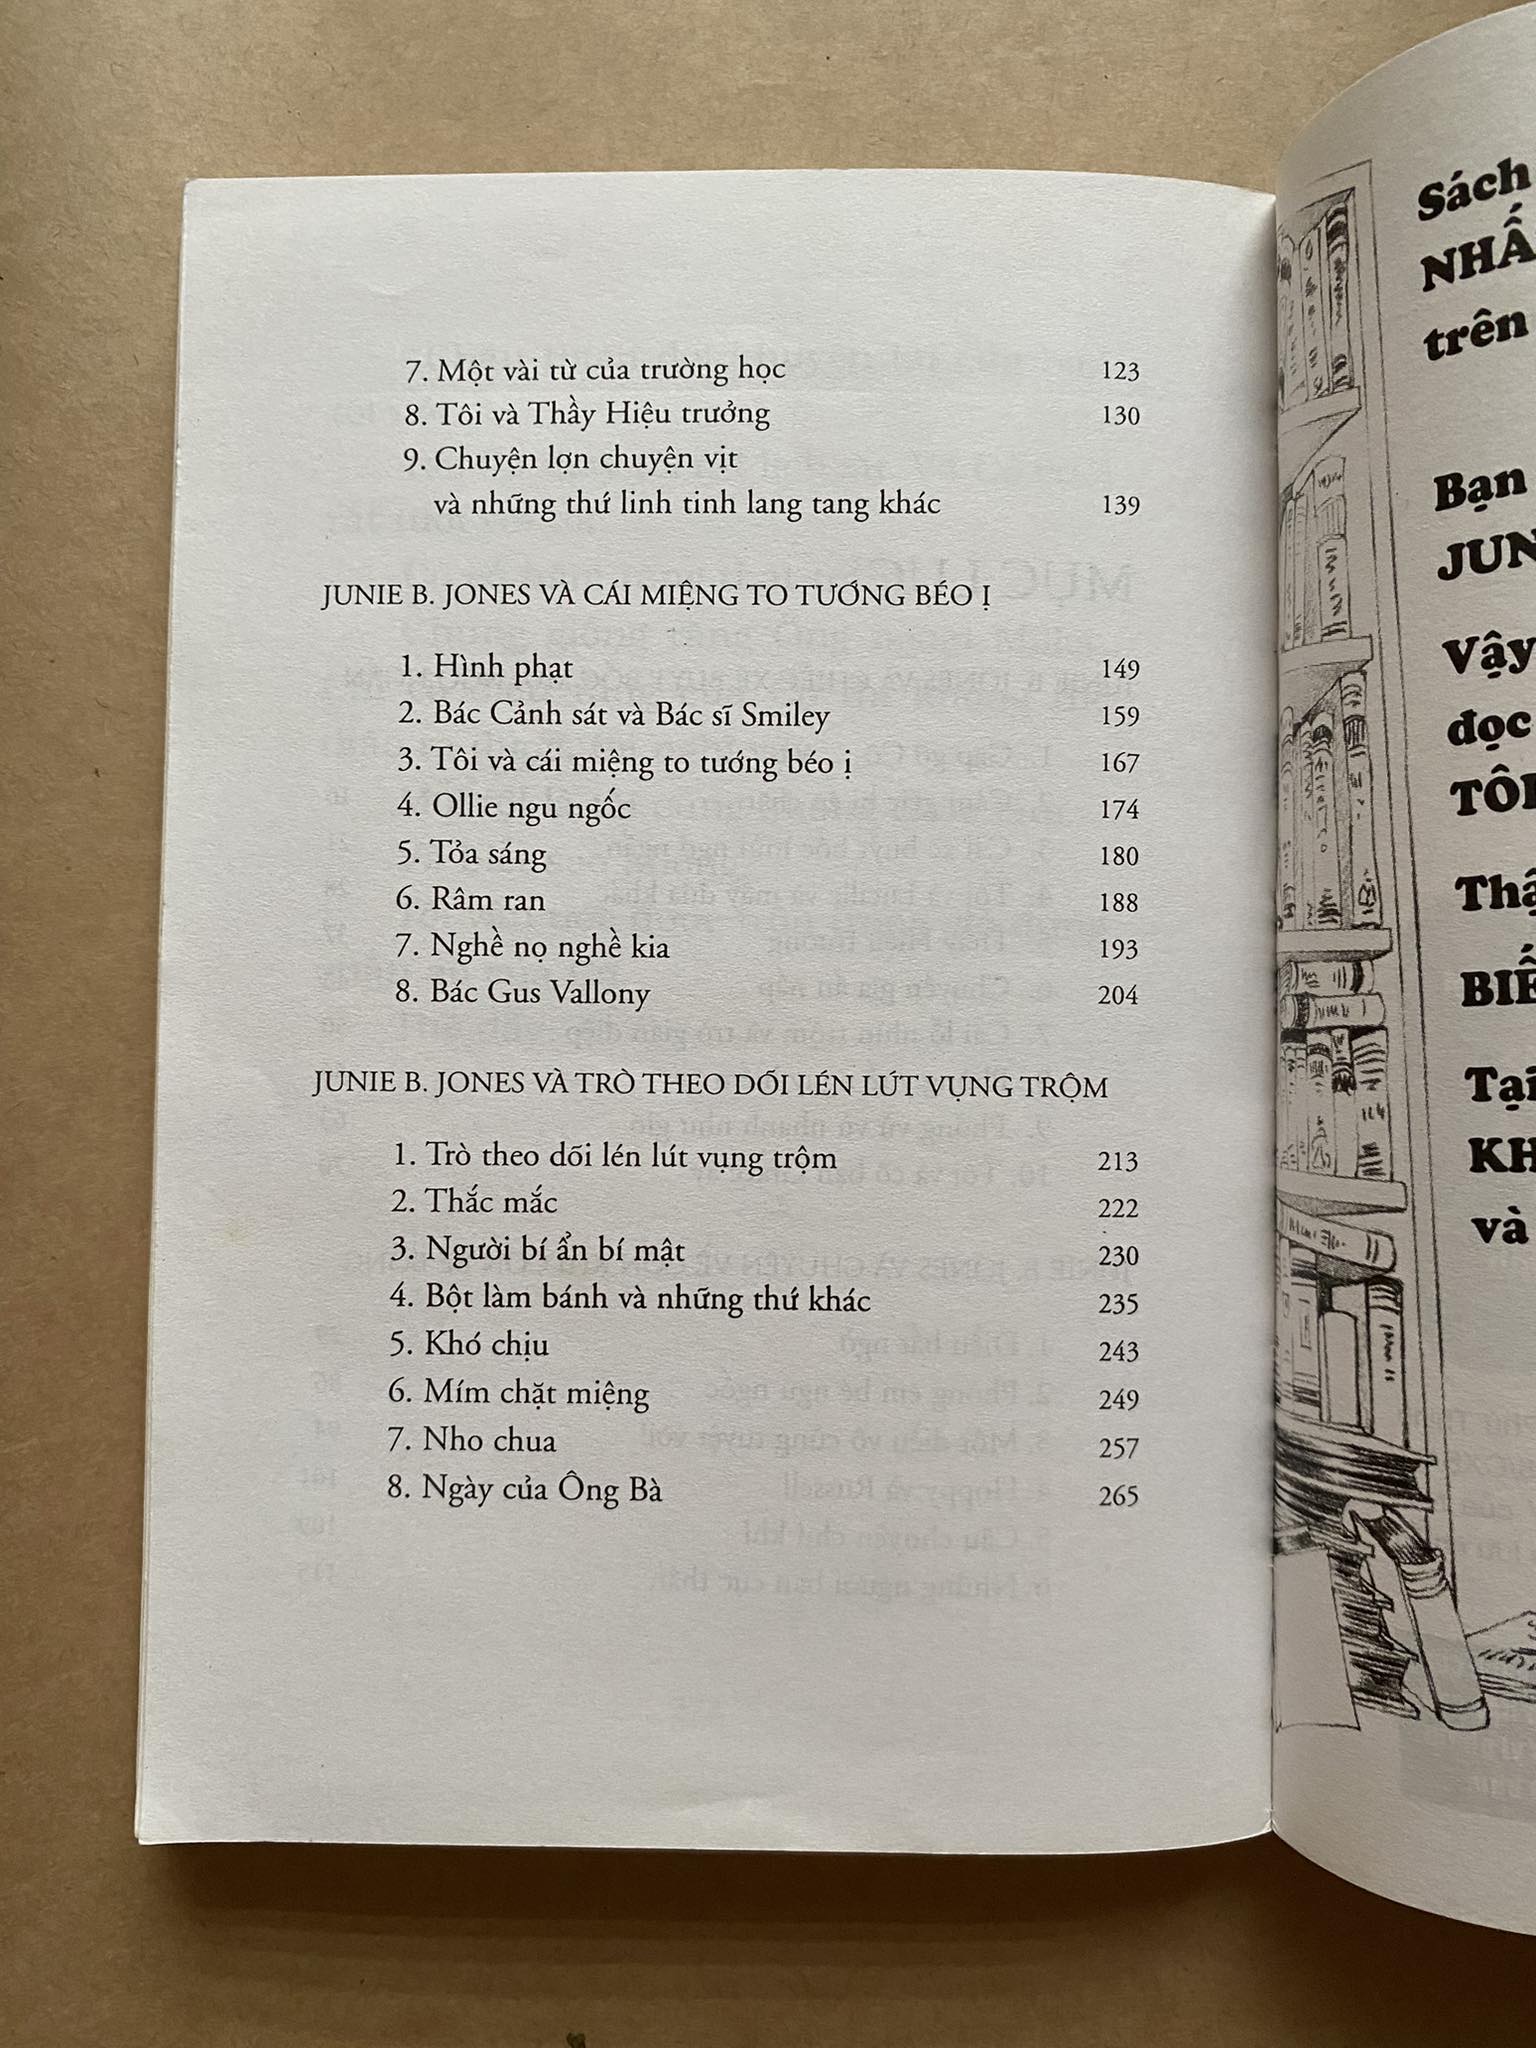 7. Một vài từ của trường học 123
8. Tôi và Thầy Hiệu trưởng 130
9. Chuyện lợn chuyện vịt
và những thứ linh tinh lang tang khác 139
JUNIE B. JONES VÀ CÁI MIỆNG TO TƯỚNG BÉO Ị
1. Hình phạt 149
2. Bác Cảnh sát và Bác sĩ Smiley 159
3. Tôi và cái miệng to tướng béo ị 167
4. Ollie ngu ngốc 174
5. Tỏa sáng 180
6. Râm ran 188
7. Nghề nọ nghề kia 193
8. Bác Gus Vallony 204
JUNIE B. JONES VÀ TRÒ THEO DÕI LÉN LÚT VỤNG TRỘM
1. Trò theo dõi lén lút vụng trộm 213
2. Thắc mắc 222
3. Người bí ẩn bí mật 230
4. Bột làm bánh và những thứ khác 235
5. Khó chịu 243
6. Mím chặt miệng 249
7. Nho chua 257
8. Ngày của Ông Bà 265
Sách
trên
Bạn
Vậy
đọc
và